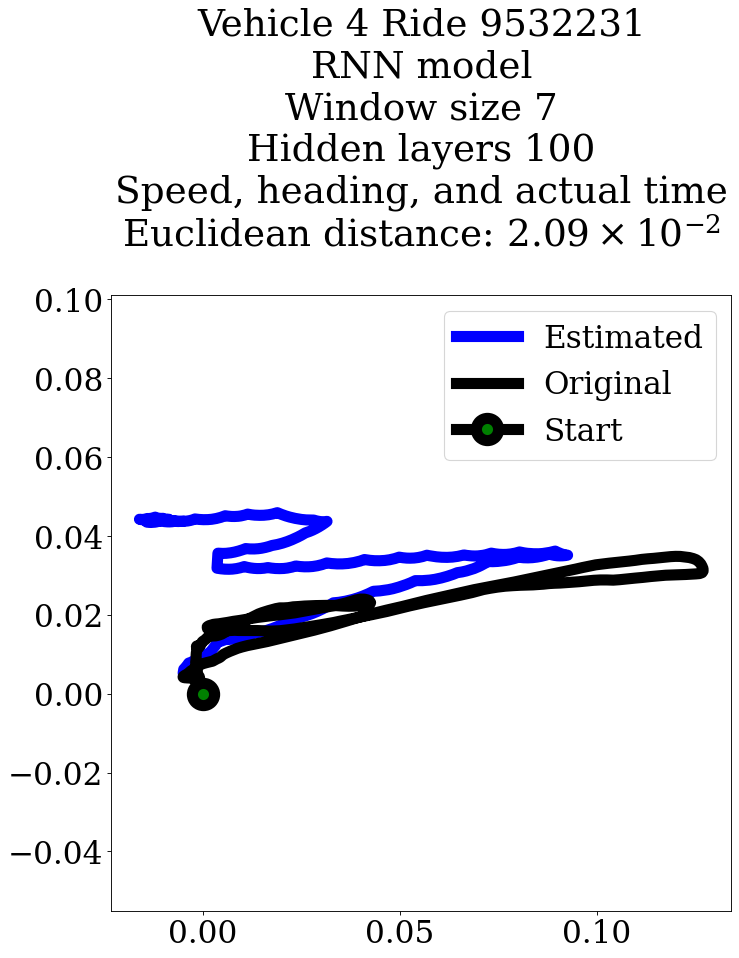 Vehicle 4 Ride 9532231
RNN model
Window size 7
Hidden layers 100
Speed, heading, and actual time
Euclidean distance: 2.09 × 10⁻²
Estimated
Original
Start
0.10
0.08
0.06
0.04
0.02
0.00
−0.02
−0.04
0.00 0.05 0.10